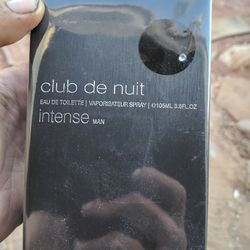 club de nuit
EAU DE TOILETTE | VAPORISATEUR SPRAY | ℮105ML 3.6FL.OZ
intense MAN